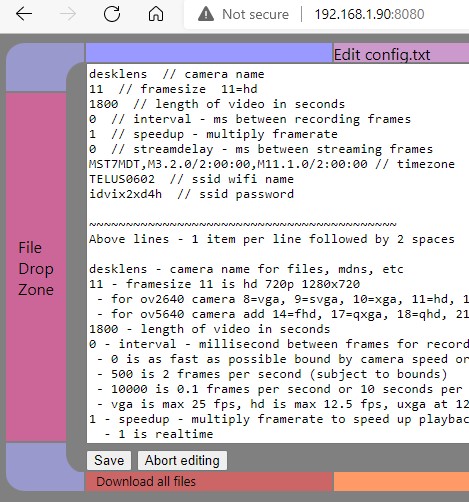 Not secure | 192.168.1.90:8080
Edit config.txt
desklens // camera name
11 // framesize 11=hd
1800 // length of video in seconds
0 // interval - ms between recording frames
1 // speedup - multiply framerate
0 // streamdelay - ms between streaming frames
MST7MDT,M3.2.0/2:00:00,M11.1.0/2:00:00 // timezone
TELUS0602 // ssid wifi name
idvix2xd4h // ssid password
~~~~~~~~~~~~~~~~~~~~~~~~~~~~~~~~~~~~~~~~~~
Above lines - 1 item per line followed by 2 spaces
desklens - camera name for files, mdns, etc
11 - framesize 11 is hd 720p 1280x720
- for ov2640 camera 8=vga, 9=svga, 10=xga, 11=hd, 1
- for ov5640 camera add 14=fhd, 17=qxga, 18=qhd, 21
1800 - length of video in seconds
0 - interval - millisecond between frames for record
- 0 is as fast as possible bound by camera speed or
- 500 is 2 frames per second (subject to bounds)
- 10000 is 0.1 frames per second or 10 seconds per
- vga is max 25 fps, hd is max 12.5 fps, uxga at 12
1 - speedup - multiply framerate to speed up playbac
- 1 is realtime
File
Drop
Zone
Save
Abort editing
Download all files